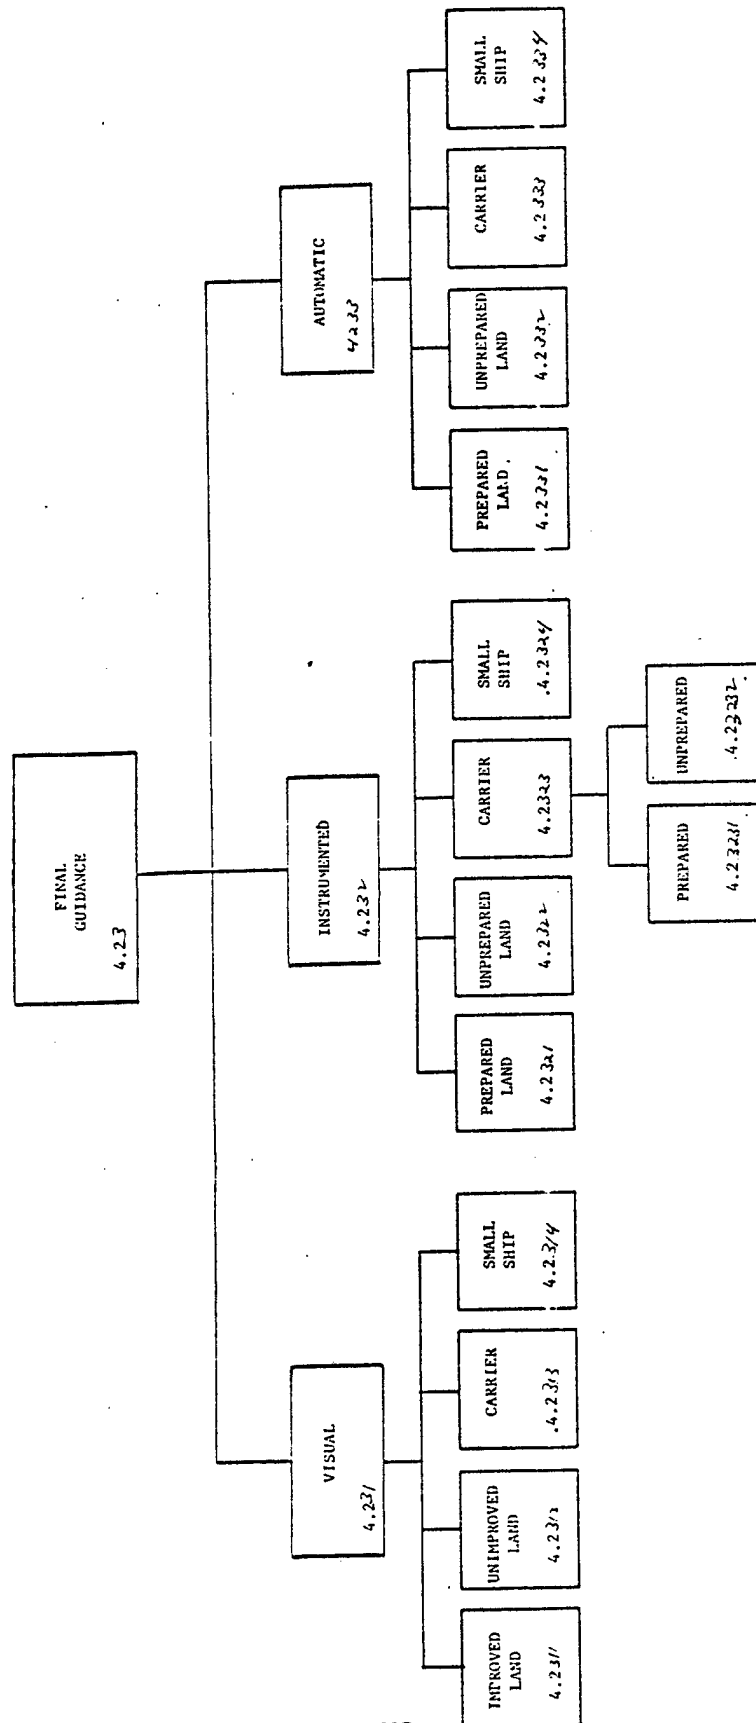 FINAL
GUIDANCE
4.23
VISUAL
4.231
INSTRUMENTED
4.232
AUTOMATIC
4233
IMPROVED
LAND
4.2311
UNIMPROVED
LAND
4.2312
CARRIER
.4.2313
SMALL
SHIP
4.2314
PREPARED
LAND
4.2321
UNPREPARED
LAND
4.2322
CARRIER
4.2323
SMALL
SHIP
.4.2324
PREPARED
LAND.
4.2331
UNPREPARED
LAND
4.2332
CARRIER
4.2333
SMALL
SHIP
4.2334
PREPARED
4.23231
UNPREPARED
.4.23232.